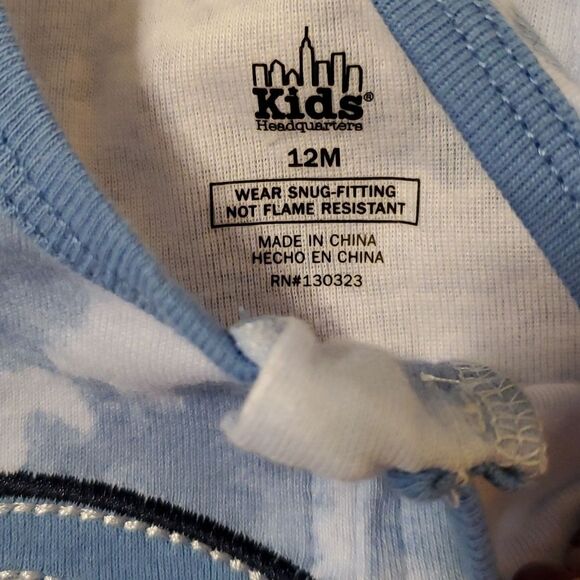 Kids®
Headquarters
12M
WEAR SNUG-FITTING
NOT FLAME RESISTANT
MADE IN CHINA
HECHO EN CHINA
RN#130323